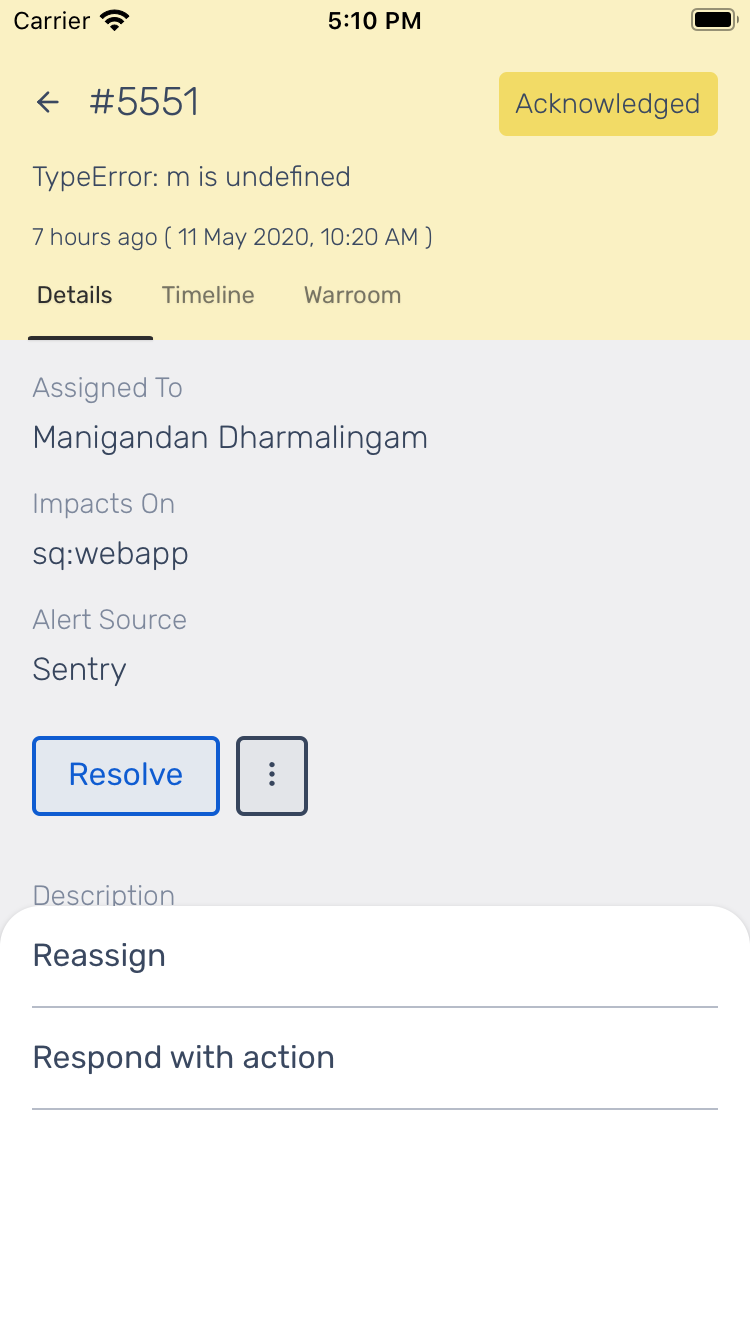 Carrier 5:10 PM
#5551 Acknowledged
TypeError: m is undefined
7 hours ago ( 11 May 2020, 10:20 AM )
Details Timeline Warroom
Assigned To
Manigandan Dharmalingam
Impacts On
sq:webapp
Alert Source
Sentry
Resolve
Description
Reassign
Respond with action